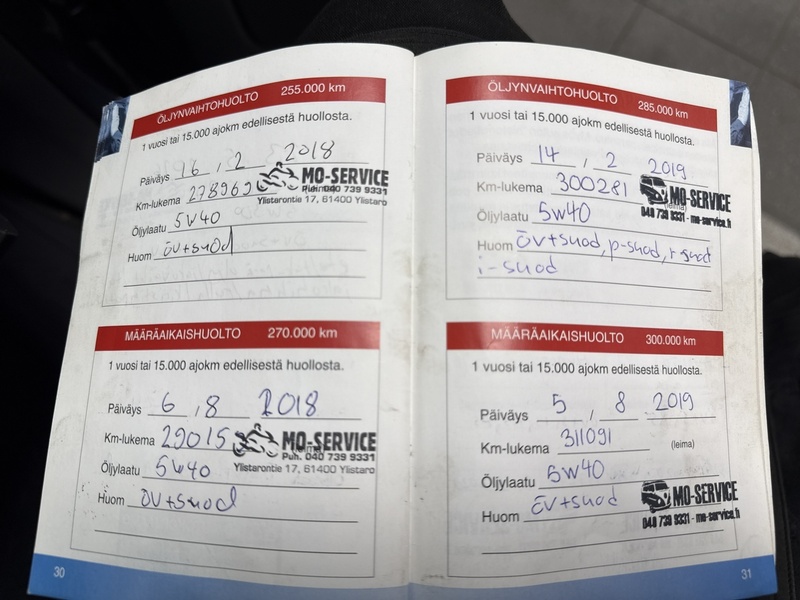 ÖLJYNVAIHTOHUOLTO 255.000 km
1 vuosi tai 15.000 ajokm edellisestä huollosta.
Päiväys 16 , 2 2018
Km-lukema 278969
MO-SERVICE
Puh. 040 739 9331
Ylistarontie 17, 61400 Ylistaro
Öljylaatu 5W40
Huom öv+suod
MÄÄRÄAIKAISHUOLTO 270.000 km
1 vuosi tai 15.000 ajokm edellisestä huollosta.
Päiväys 6 , 8 2018
Km-lukema 29015
MO-SERVICE
Puh. 040 739 9331
Ylistarontie 17, 61400 Ylistaro
Öljylaatu 5w40
Huom öv+suod
30
ÖLJYNVAIHTOHUOLTO 285.000 km
1 vuosi tai 15.000 ajokm edellisestä huollosta.
Päiväys 14 , 2 2019
Km-lukema 300281
(leima)
MO-SERVICE
040 739 9331 - mo-service.fi
Öljylaatu 5w40
Huom öv+suod, p-suod, r-suod
i-suod
MÄÄRÄAIKAISHUOLTO 300.000 km
1 vuosi tai 15.000 ajokm edellisestä huollosta.
Päiväys 5 , 8 2019
Km-lukema 311091 (leima)
Öljylaatu 5w40
Huom öv+suod
MO-SERVICE
040 739 9331 - mo-service.fi
31